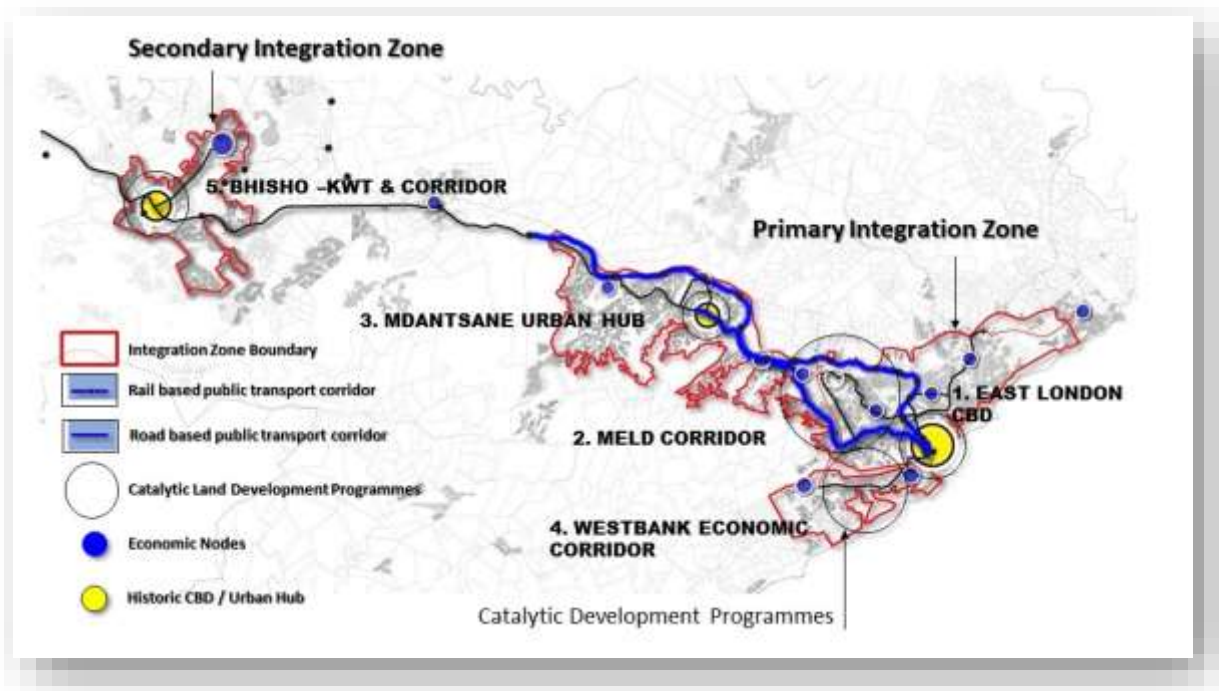 Secondary Integration Zone
5. BHISHO –KWT & CORRIDOR
Primary Integration Zone
3. MDANTSANE URBAN HUB
1. EAST LONDON
CBD
2. MELD CORRIDOR
4. WESTBANK ECONOMIC
CORRIDOR
Catalytic Development Programmes
Integration Zone Boundary
Rail based public transport corridor
Road based public transport corridor
Catalytic Land Development Programmes
Economic Nodes
Historic CBD / Urban Hub